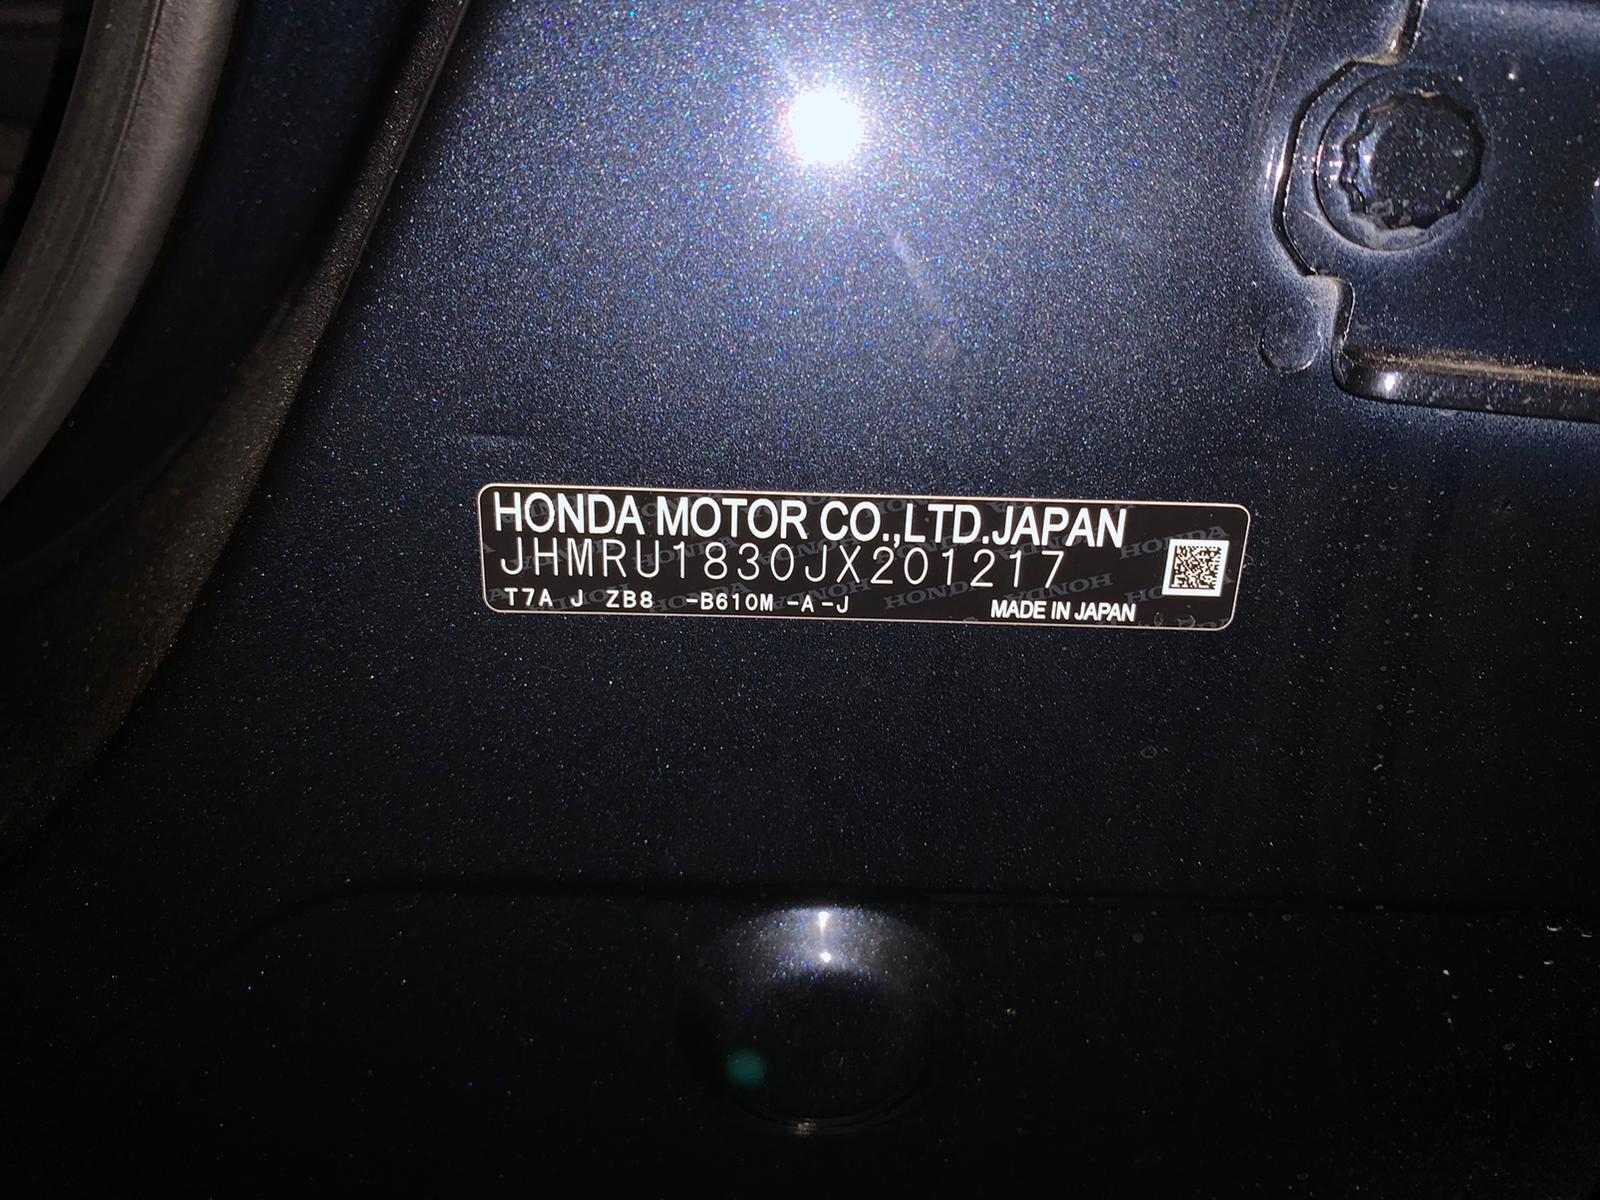 HONDA MOTOR CO.,LTD.JAPAN
JHMRU1830JX201217
T7A J ZB8 -B610M -A -J MADE IN JAPAN